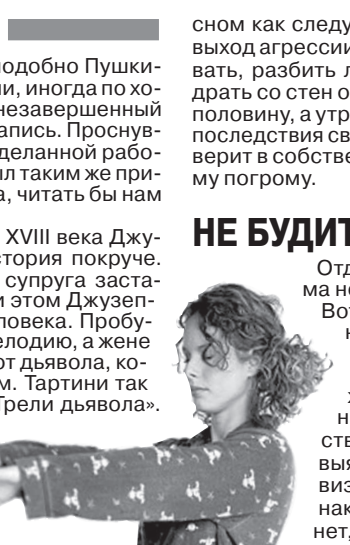 подобно Пушки-
и, иногда по хо-
незавершенный
апись. Проснув-
деланной рабо-
ыл таким же при-
а, читать бы нам
XVIII века Джу-
стория покруче.
супруга заста-
и этом Джузеп-
ловека. Пробу-
елодию, а жене
от дьявола, ко-
м. Тартини так
Трели дьявола».
сном как следу
выход агрессии
вать, разбить л
драть со стен о
половину, а утр
последствия св
верит в собстве
му погрому.
НЕ БУДИТ
Отд
ма не
Вот
н
х
н
ств
выя
виз
нак
нет,